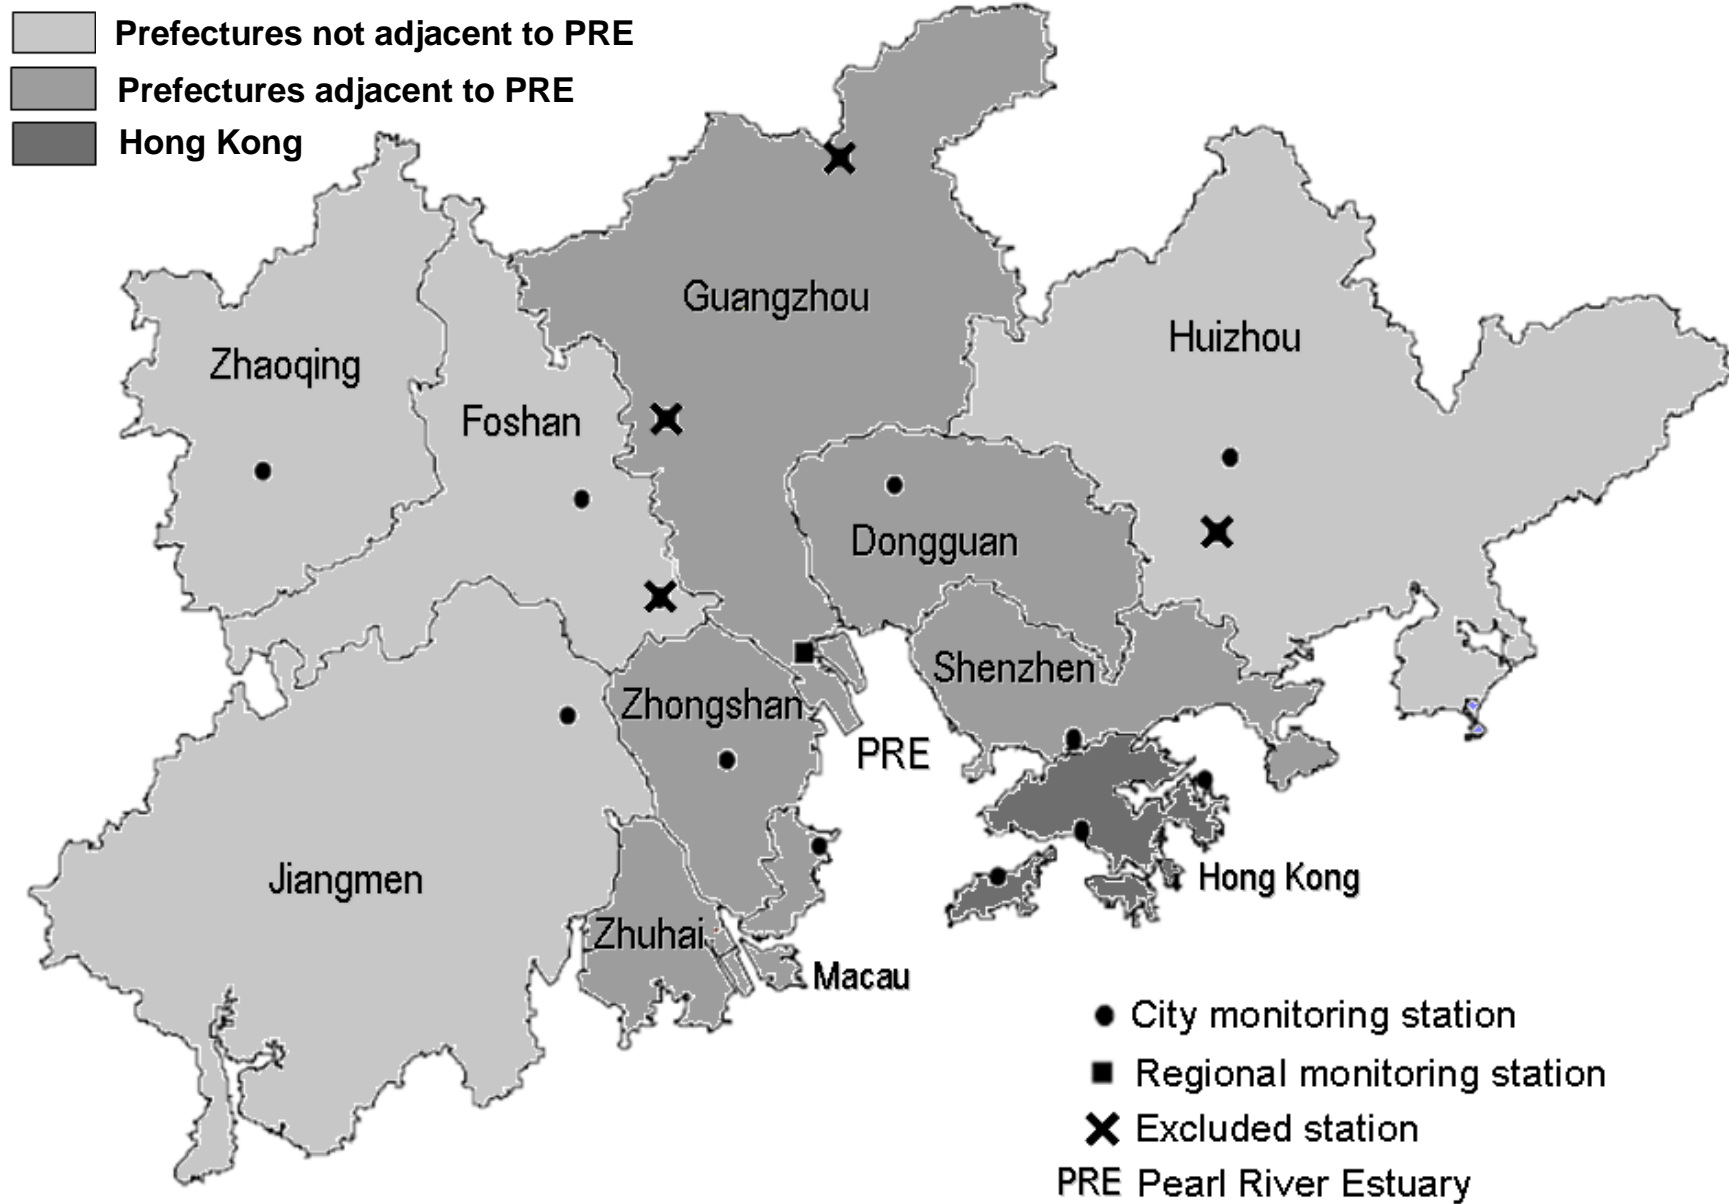 Prefectures not adjacent to PRE
Prefectures adjacent to PRE
Hong Kong
Guangzhou
Huizhou
Zhaoqing
Foshan
Dongguan
Shenzhen
Zhongshan
PRE
Jiangmen
Hong Kong
Zhuhai
Macau
City monitoring station
Regional monitoring station
Excluded station
PRE Pearl River Estuary